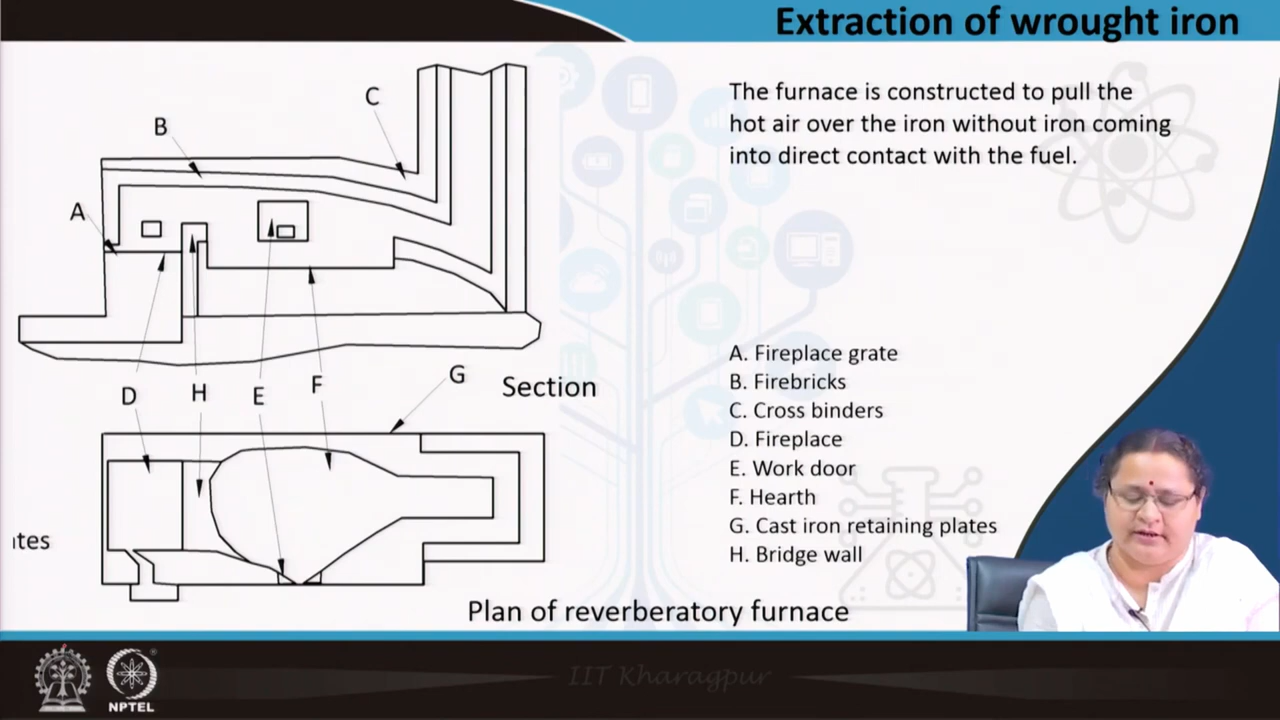 Extraction of wrought iron
The furnace is constructed to pull the
hot air over the iron without iron coming
into direct contact with the fuel.
C
B
A
D
H
E
F
G
Section
A. Fireplace grate
B. Firebricks
C. Cross binders
D. Fireplace
E. Work door
F. Hearth
G. Cast iron retaining plates
H. Bridge wall
Plan of reverberatory furnace
IIT Kharagpur
NPTEL